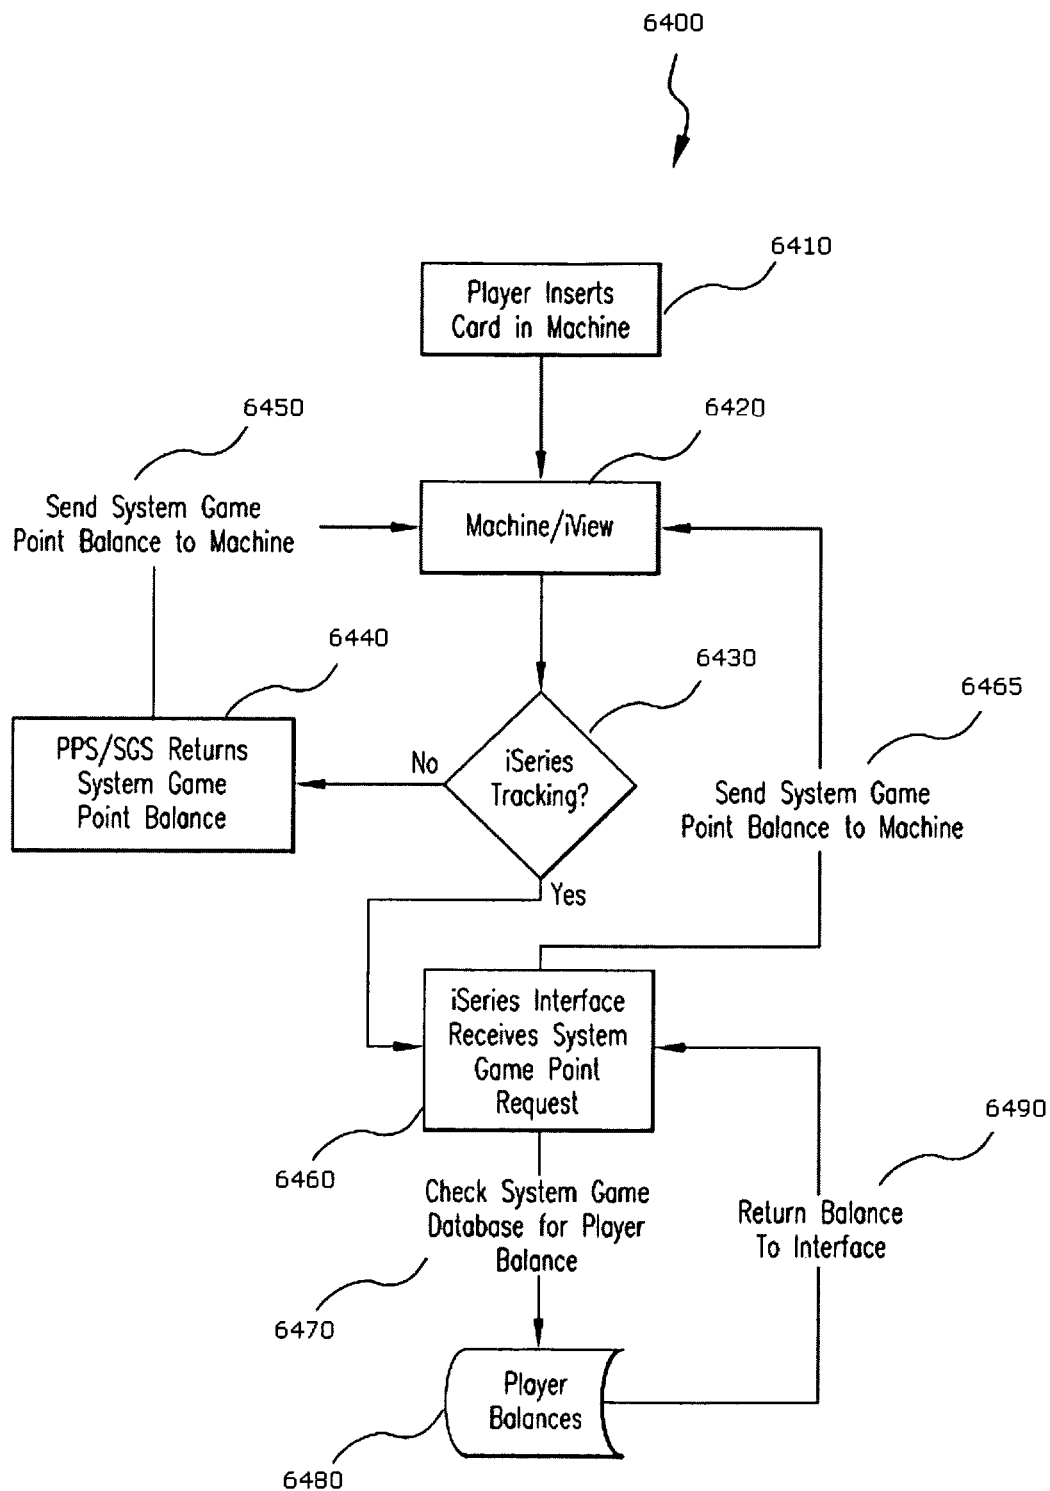 6400
6410
Player Inserts
Card in Machine
6450
6420
Send System Game
Point Balance to Machine
Machine/iView
6440
6430
6465
PPS/SGS Returns
System Game
Point Balance
No
iSeries
Tracking?
Send System Game
Point Balance to Machine
Yes
iSeries Interface
Receives System
Game Point
Request
6490
6460
Check System Game
Database for Player
Balance
Return Balance
To Interface
6470
Player
Balances
6480